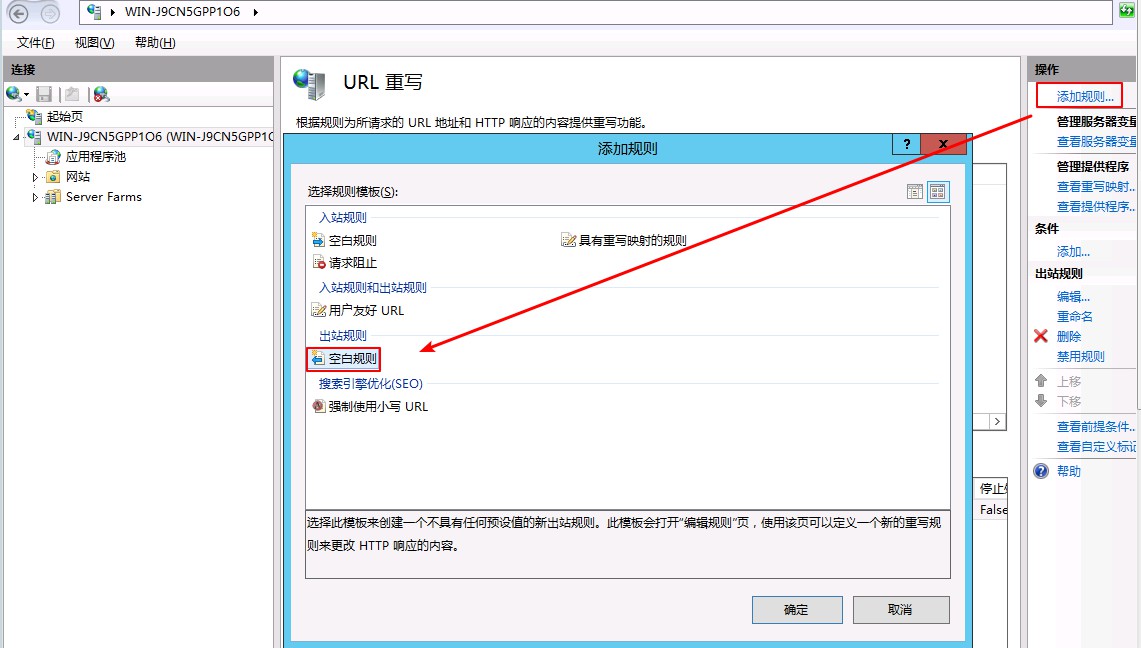 WIN-J9CN5GPP1O6
文件(F) 视图(V) 帮助(H)
连接
起始页
WIN-J9CN5GPP1O6 (WIN-J9CN5GPP1O
应用程序池
网站
Server Farms
URL 重写
根据规则为所请求的 URL 地址和 HTTP 响应的内容提供重写功能。
添加规则
? x
选择规则模板(S):
入站规则
空白规则 具有重写映射的规则
请求阻止
入站规则和出站规则
用户友好 URL
出站规则
空白规则
搜索引擎优化(SEO)
强制使用小写 URL
选择此模板来创建一个不具有任何预设值的新出站规则。此模板会打开“编辑规则”页，使用该页可以定义一个新的重写规
则来更改 HTTP 响应的内容。
确定 取消
停止
False
操作
添加规则...
管理服务器变量
查看服务器变量
管理提供程序
查看重写映射..
查看提供程序..
条件
添加...
出站规则
编辑...
重命名
删除
禁用规则
上移
下移
查看前提条件..
查看自定义标记
帮助